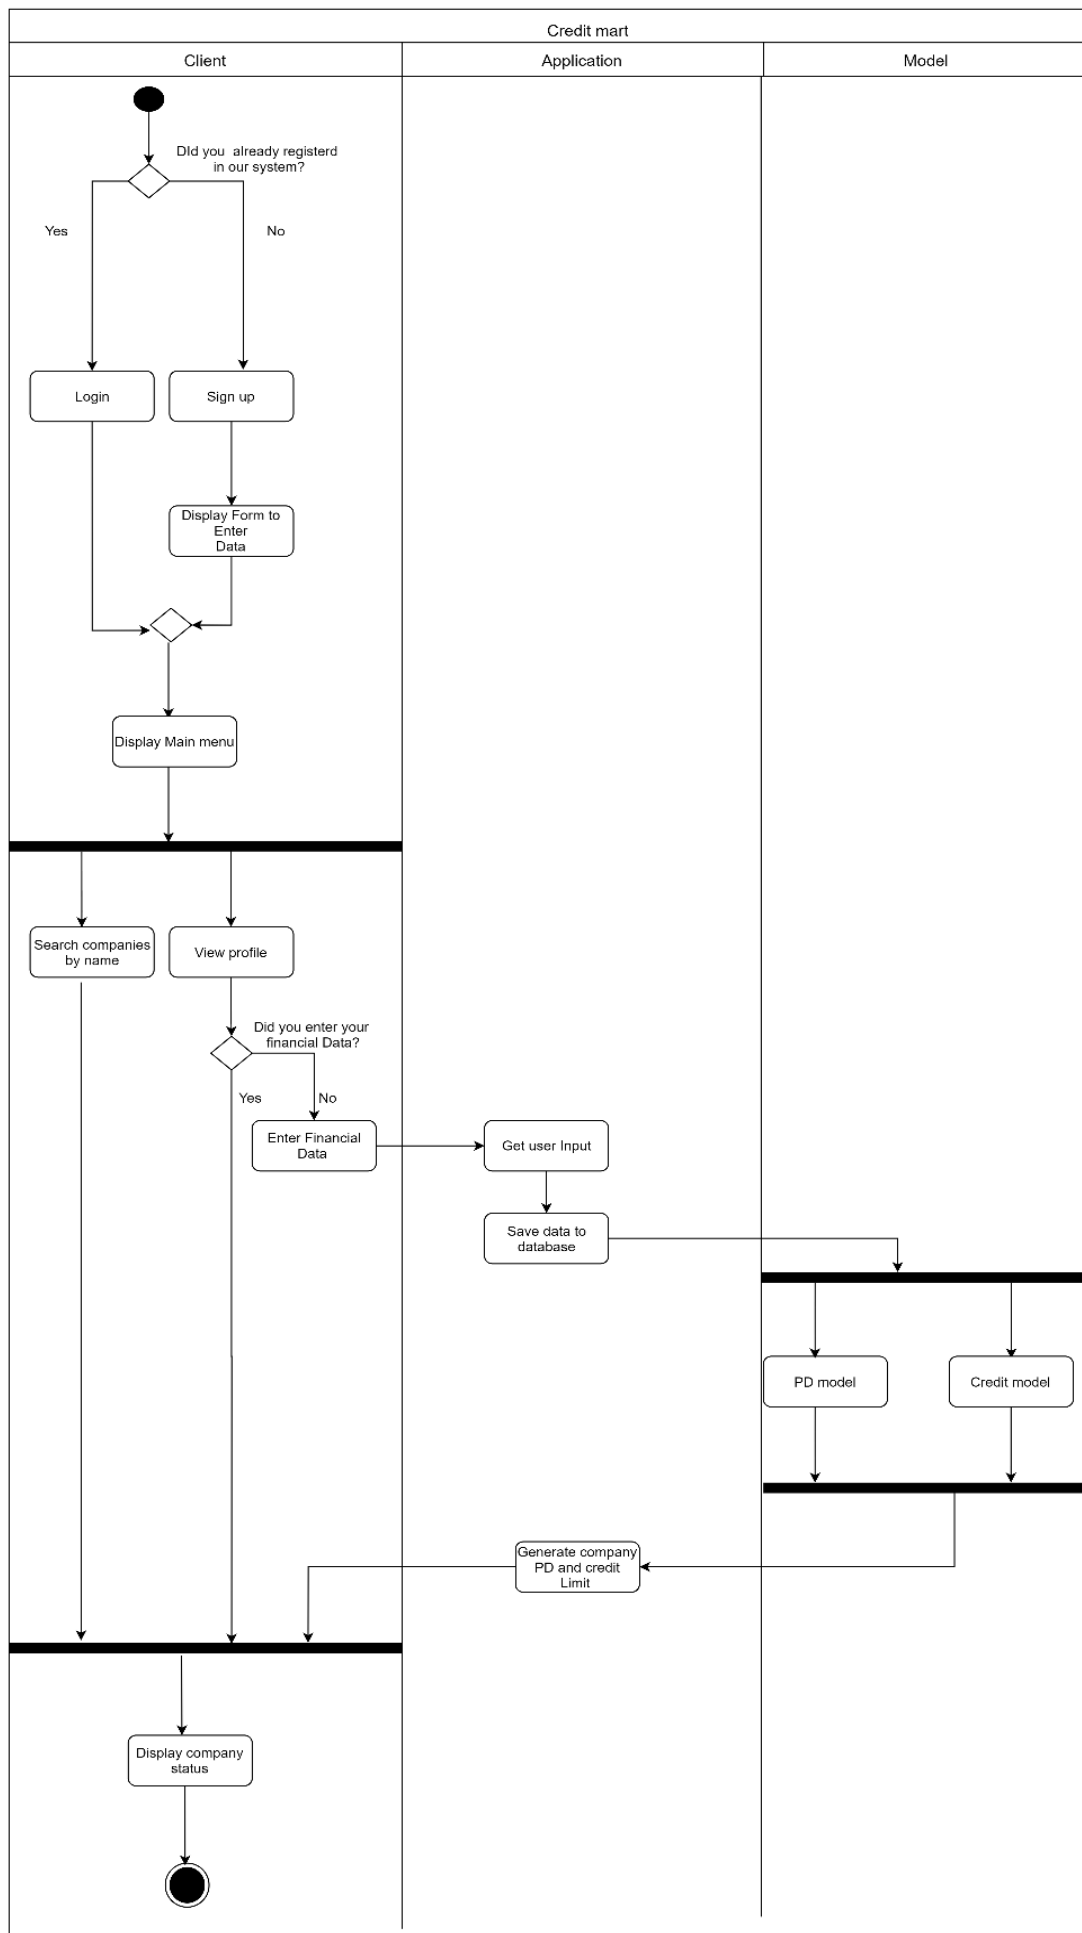 Credit mart
Client
Application
Model
DId you  already registerd
in our system?
Yes
No
Login
Sign up
Display Form to
Enter
Data
Display Main menu
Search companies
by name
View profile
Did you enter your
financial Data?
Yes
No
Enter Financial
Data
Get user Input
Save data to
database
PD model
Credit model
Generate company
PD and credit
Limit
Display company
status